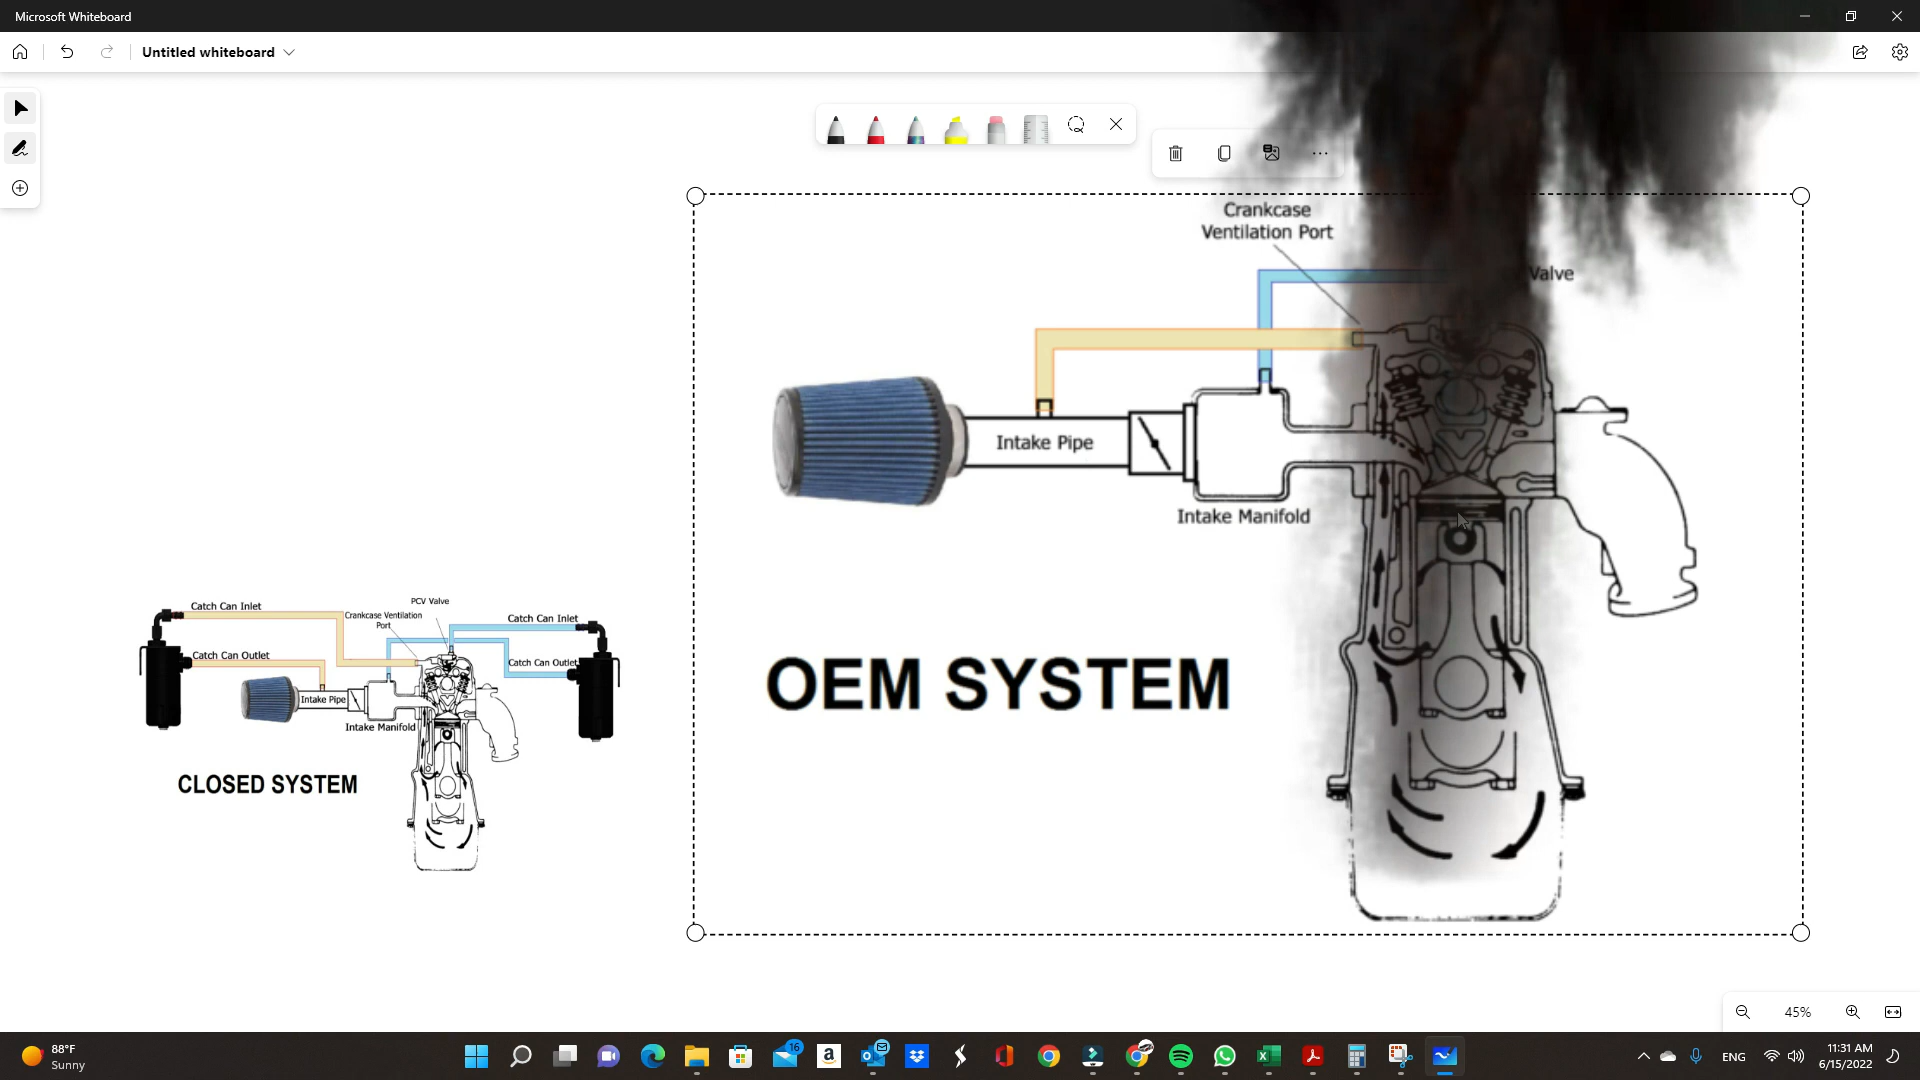 Microsoft Whiteboard
Untitled whiteboard
Crankcase
Ventilation Port
Valve
Intake Pipe
Intake Manifold
OEM SYSTEM
Catch Can Inlet
PCV Valve
Crankcase Ventilation
Port
Catch Can Inlet
Catch Can Outlet
Catch Can Outlet
Intake Pipe
Intake Manifold
CLOSED SYSTEM
45%
88°F
Sunny
16
a
ENG
11:31 AM
6/15/2022